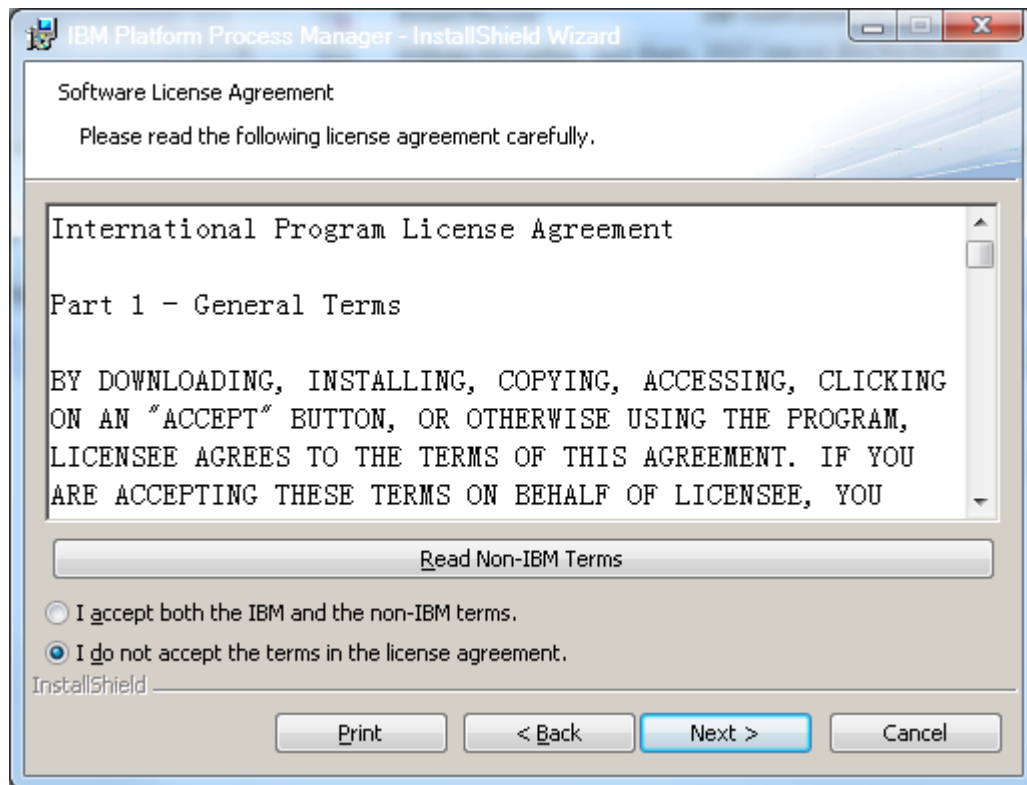 IBM Platform Process Manager - InstallShield Wizard
Software License Agreement
Please read the following license agreement carefully.
International Program License Agreement
Part 1 - General Terms
BY DOWNLOADING, INSTALLING, COPYING, ACCESSING, CLICKING
ON AN "ACCEPT" BUTTON, OR OTHERWISE USING THE PROGRAM,
LICENSEE AGREES TO THE TERMS OF THIS AGREEMENT. IF YOU
ARE ACCEPTING THESE TERMS ON BEHALF OF LICENSEE, YOU
Read Non-IBM Terms
I accept both the IBM and the non-IBM terms.
I do not accept the terms in the license agreement.
InstallShield
Print
< Back
Next >
Cancel